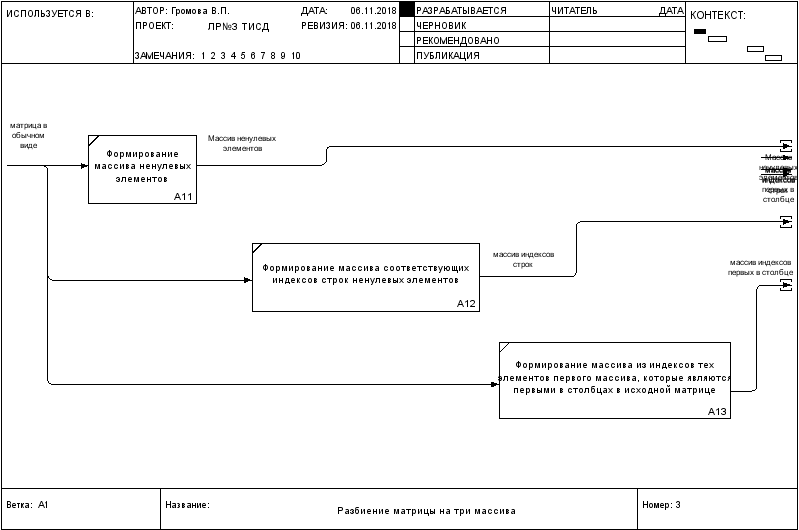 ИСПОЛЬЗУЕТСЯ В:
АВТОР: Громова В.П.
ДАТА: 06.11.2018
ПРОЕКТ: ЛР№3 ТИСД
РЕВИЗИЯ: 06.11.2018
ЗАМЕЧАНИЯ: 1 2 3 4 5 6 7 8 9 10
РАЗРАБАТЫВАЕТСЯ
ЧЕРНОВИК
РЕКОМЕНДОВАНО
ПУБЛИКАЦИЯ
ЧИТАТЕЛЬ
ДАТА
КОНТЕКСТ:
матрица в
обычном
виде
Формирование
массива ненулевых
элементов
A11
Массив ненулевых
элементов
Массив
ненулевых
первых в
столбце
Формирование массива соответствующих
индексов строк ненулевых элементов
A12
массив индексов
строк
массив индексов
первых в столбце
Формирование массива из индексов тех
элементов первого массива, которые являются
первыми в столбцах в исходной матрице
A13
Ветка: A1
Название:
Разбиение матрицы на три массива
Номер: 3